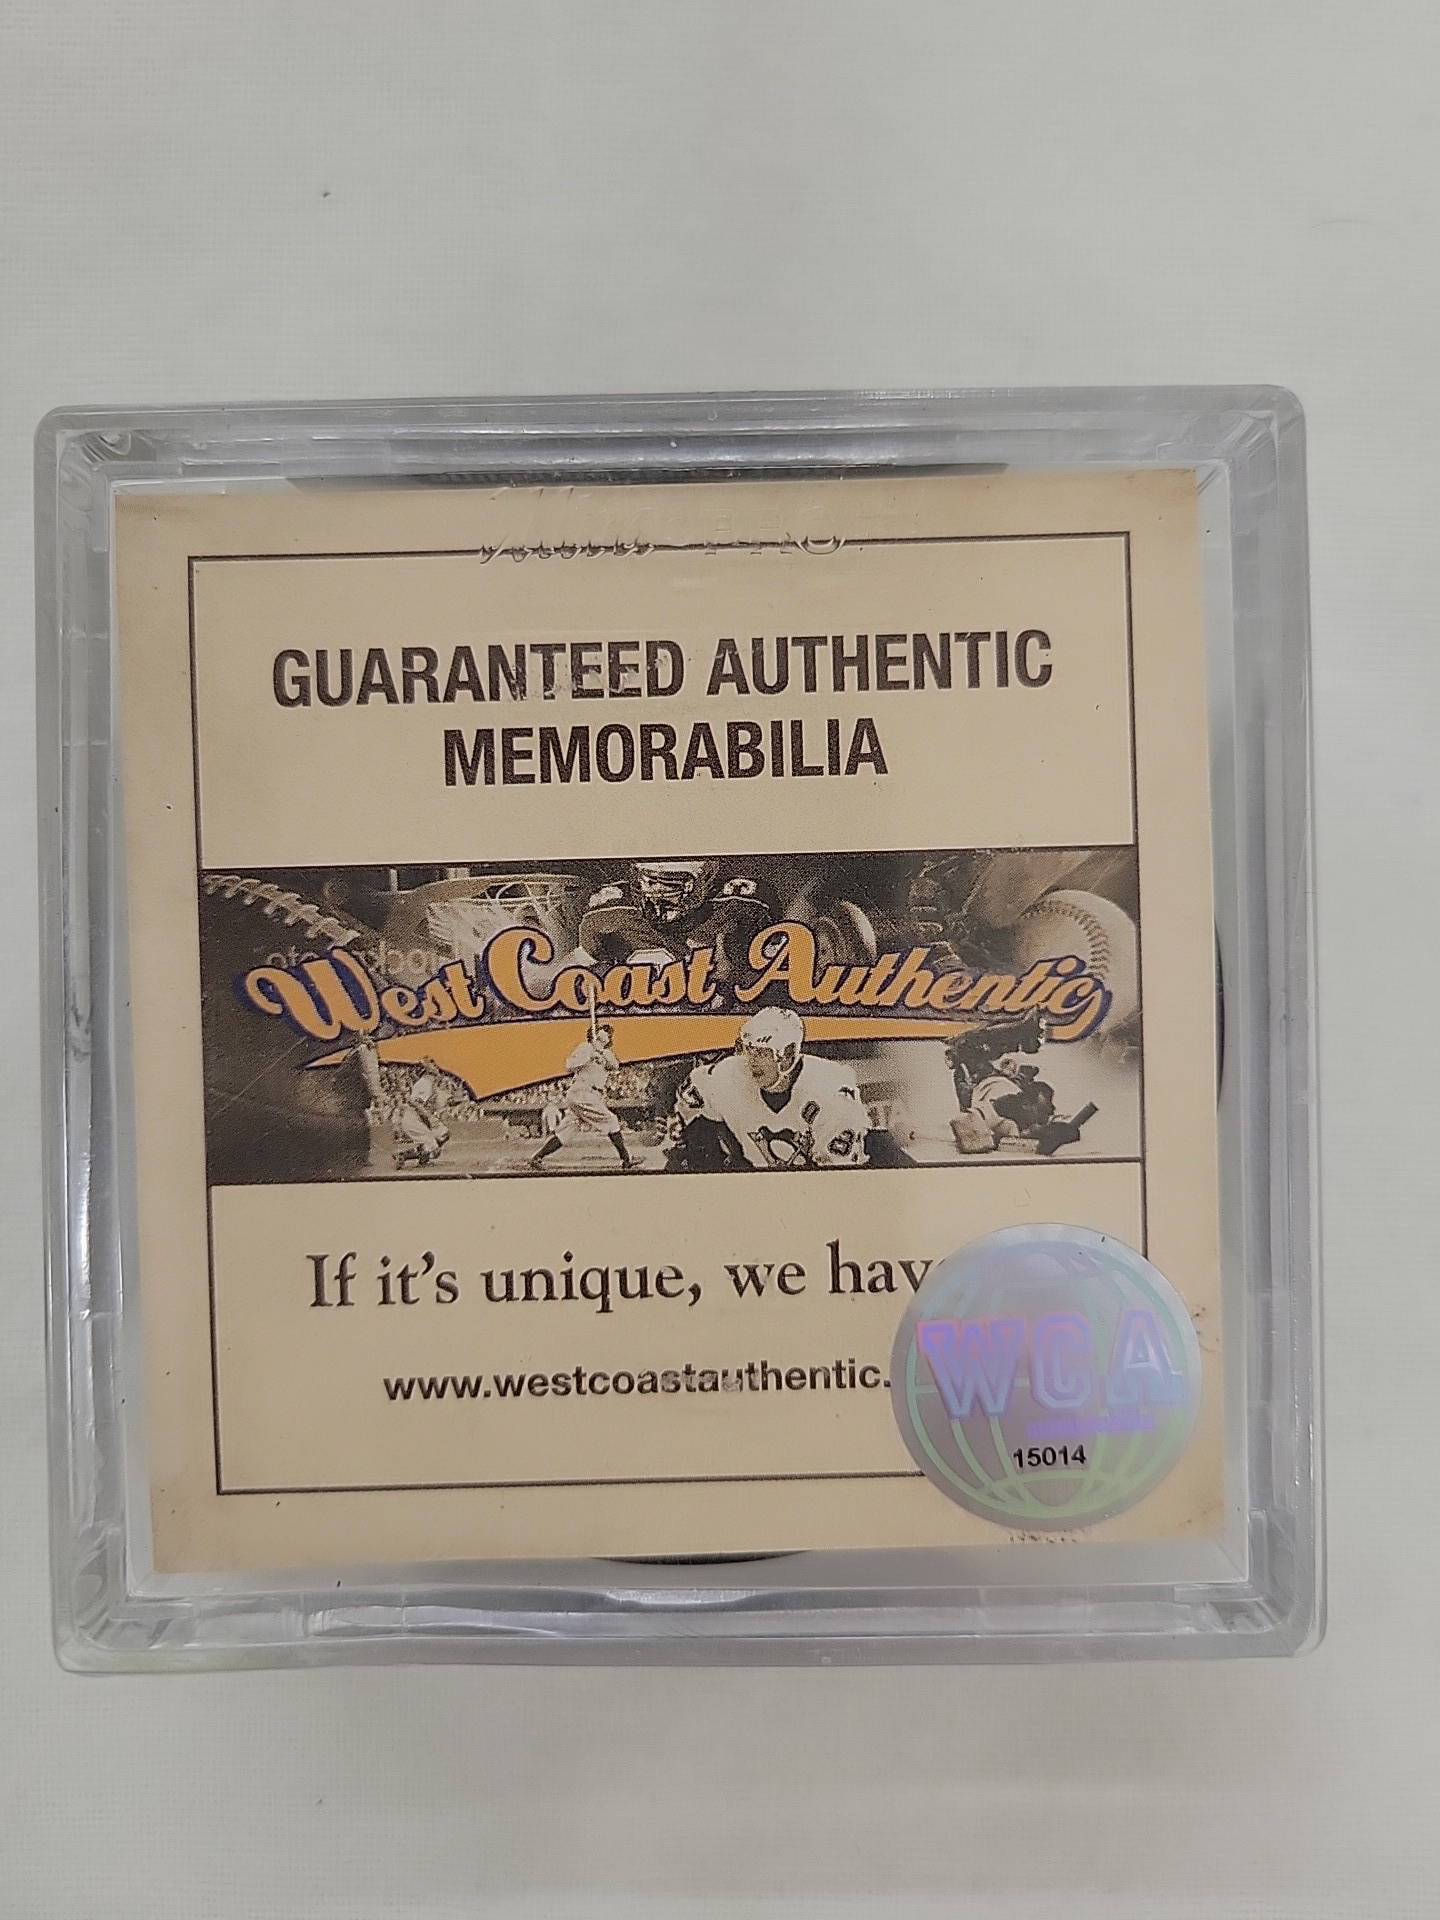 GUARANTEED AUTHENTIC
MEMORABILIA
West Coast Authentic
If it's unique, we hav
www.westcoastauthentic.
WCA
15014